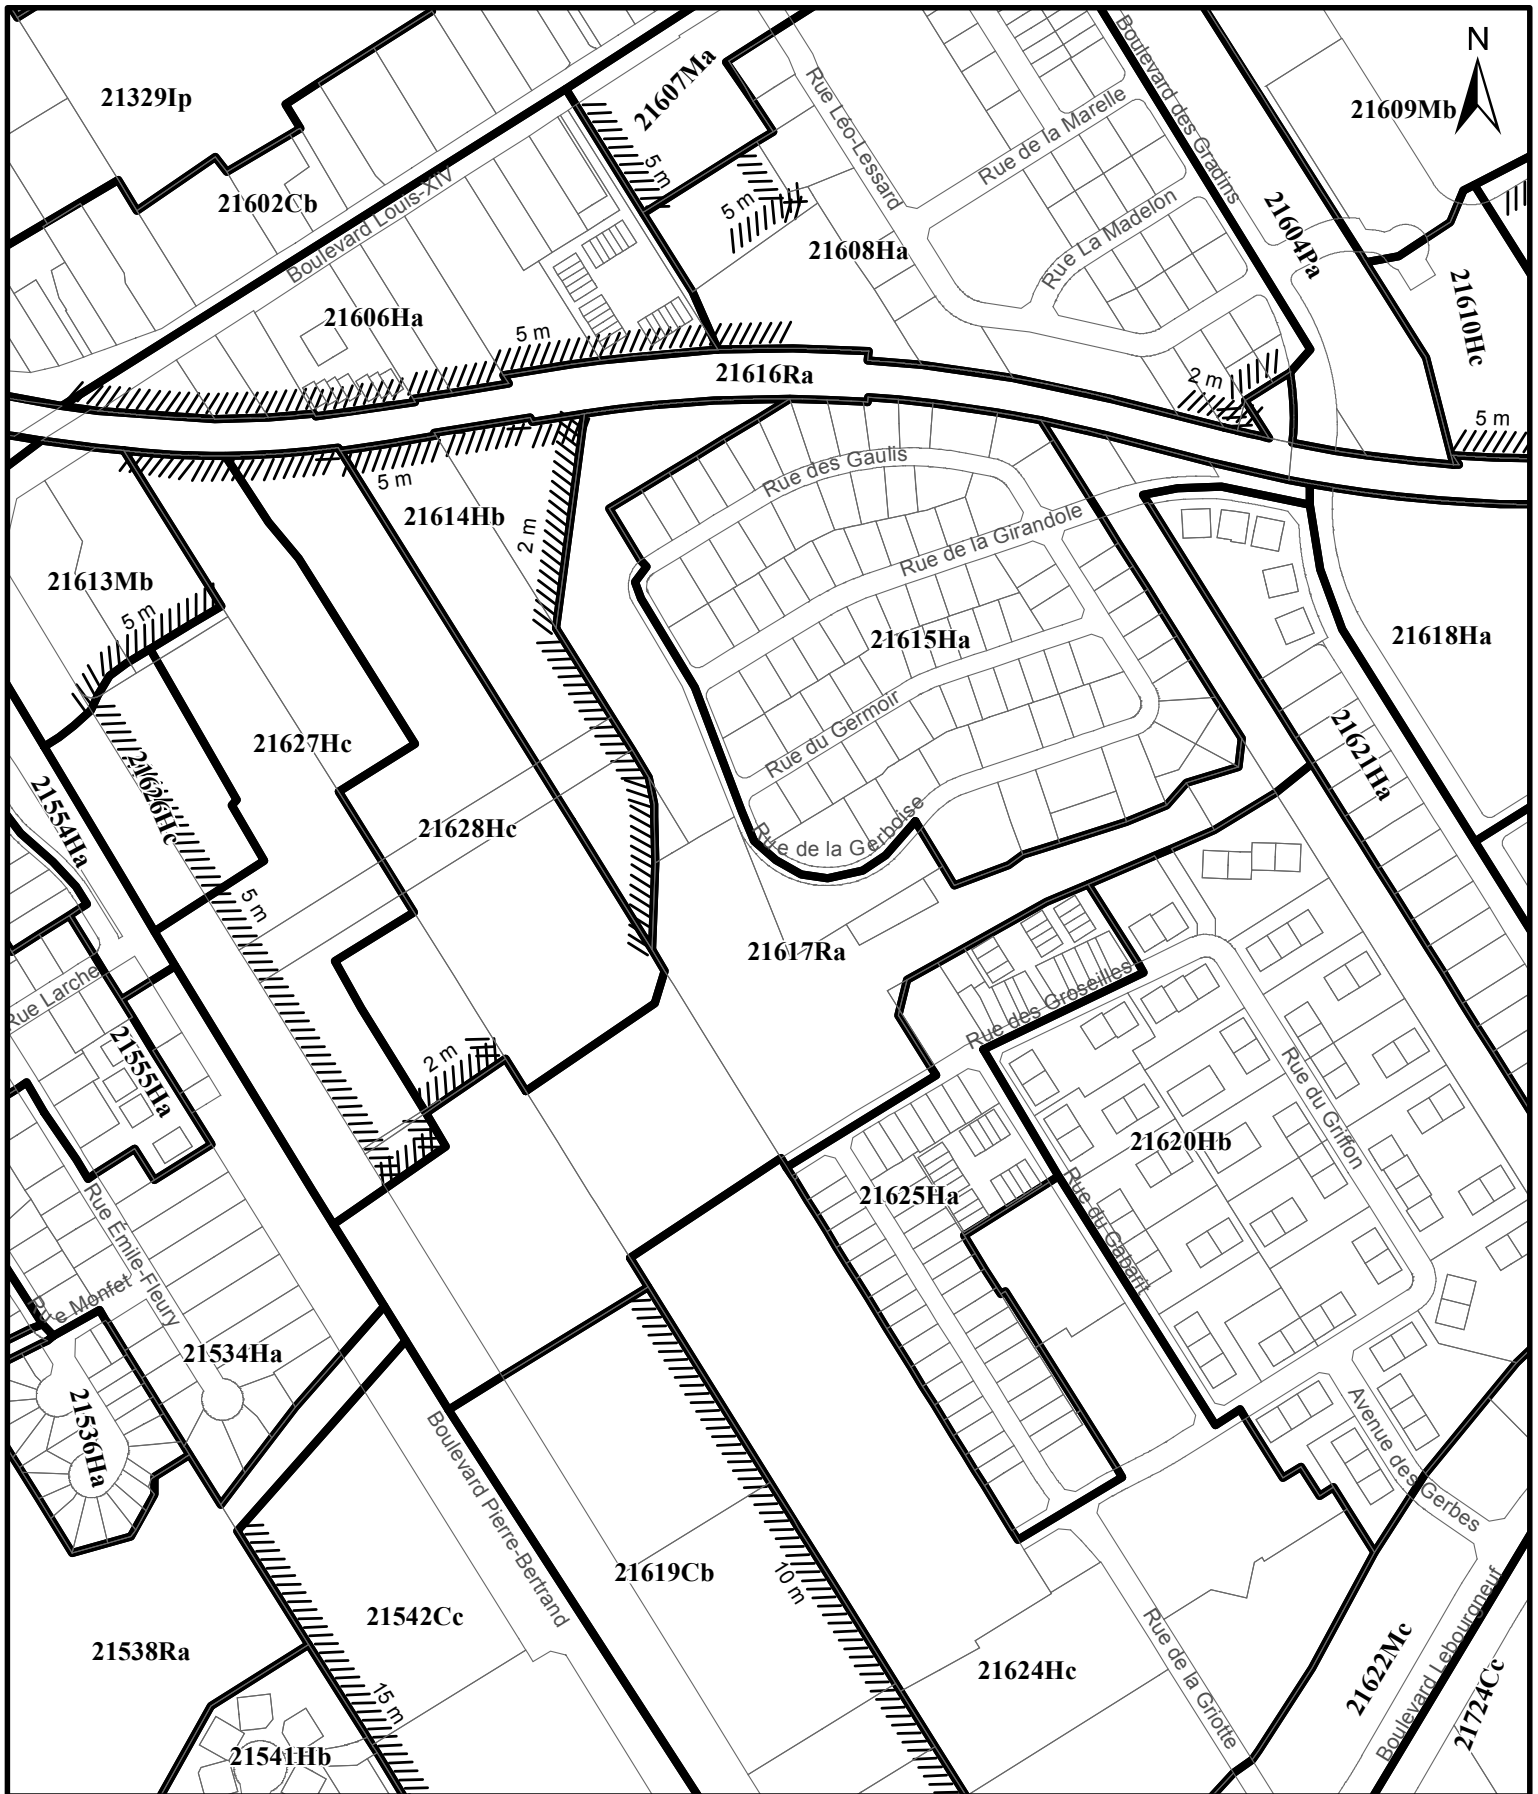 N
21329Ip
21607Ma
21609Mb
Boulevard des Gradins
Rue Léo-Lessard
Rue de la Marelle
5 m
21602Cb
Boulevard Louis-XIV
5 m
21608Ha
Rue La Madelon
21604Pa
21610Hc
21606Ha
5 m
21616Ra
2 m
5 m
5 m
21614Hb
Rue des Gaulis
2 m
Rue de la Girandole
21613Mb
5 m
21615Ha
21618Ha
21627Hc
Rue du Germoir
21621Ha
21626Hc
21554Ha
21628Hc
Rue de la Gerboise
5 m
21617Ra
Rue Larche
Rue des Groseilles
21555Ha
2 m
Rue du Griffon
21620Hb
21625Ha
Rue du Gabarit
Rue Émile-Fleury
Rue Monfet
21534Ha
21536Ha
Avenue des Gerbes
Boulevard Pierre-Bertrand
21619Cb
10 m
21542Cc
21538Ra
21624Hc
Rue de la Griotte
21622Mc
Boulevard Lebourgneuf
21724Cc
15 m
21541Hb